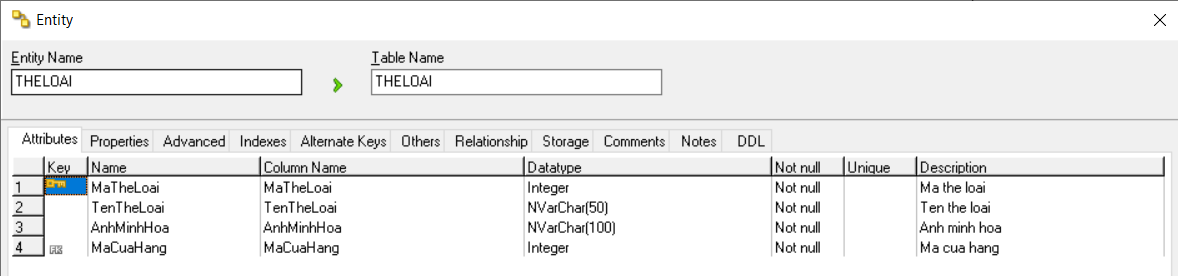 Entity
Entity Name Table Name
THELOAI THELOAI
Attributes Properties Advanced Indexes Alternate Keys Others Relationship Storage Comments Notes DDL
Key Name Column Name Datatype Not null Unique Description
1 MaTheLoai MaTheLoai Integer Not null Ma the loai
2 TenTheLoai TenTheLoai NVarChar(50) Not null Ten the loai
3 AnhMinhHoa AnhMinhHoa NVarChar(100) Not null Anh minh hoa
4 MaCuaHang MaCuaHang Integer Not null Ma cua hang